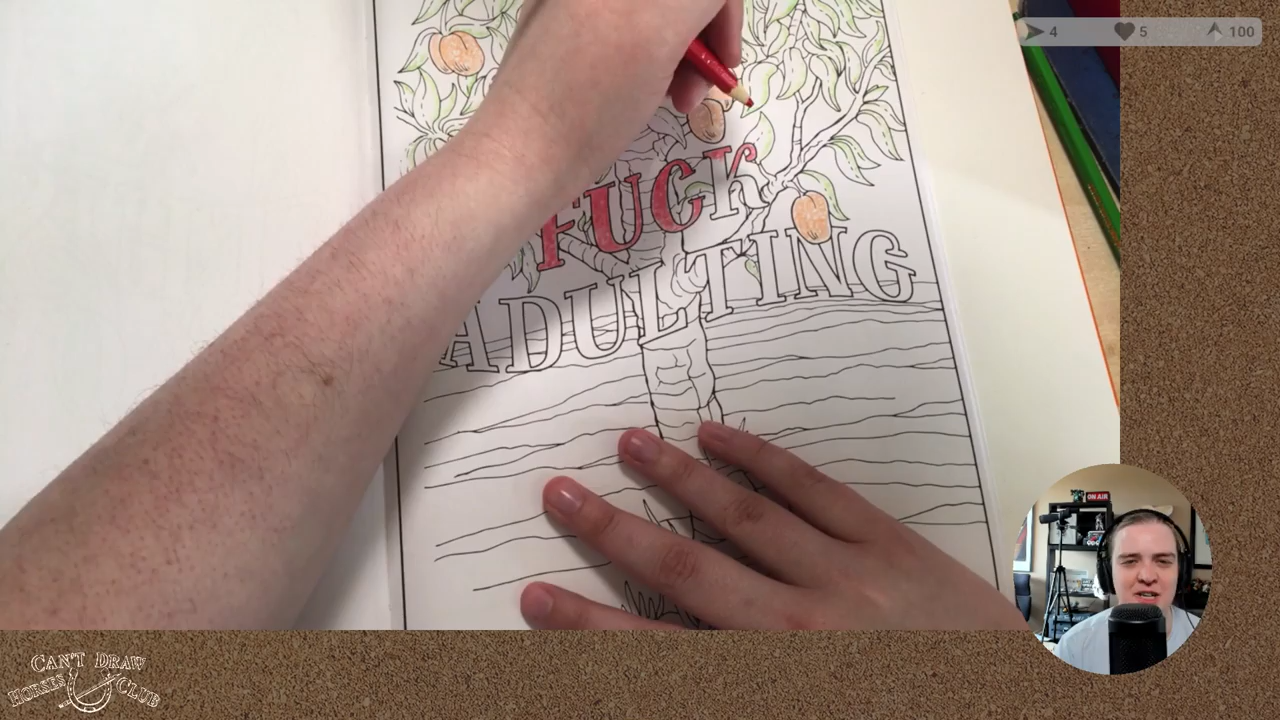 4 5 100
FUCK
ADULTING
ON AIR
CAN'T DRAW
HORSES CLUB